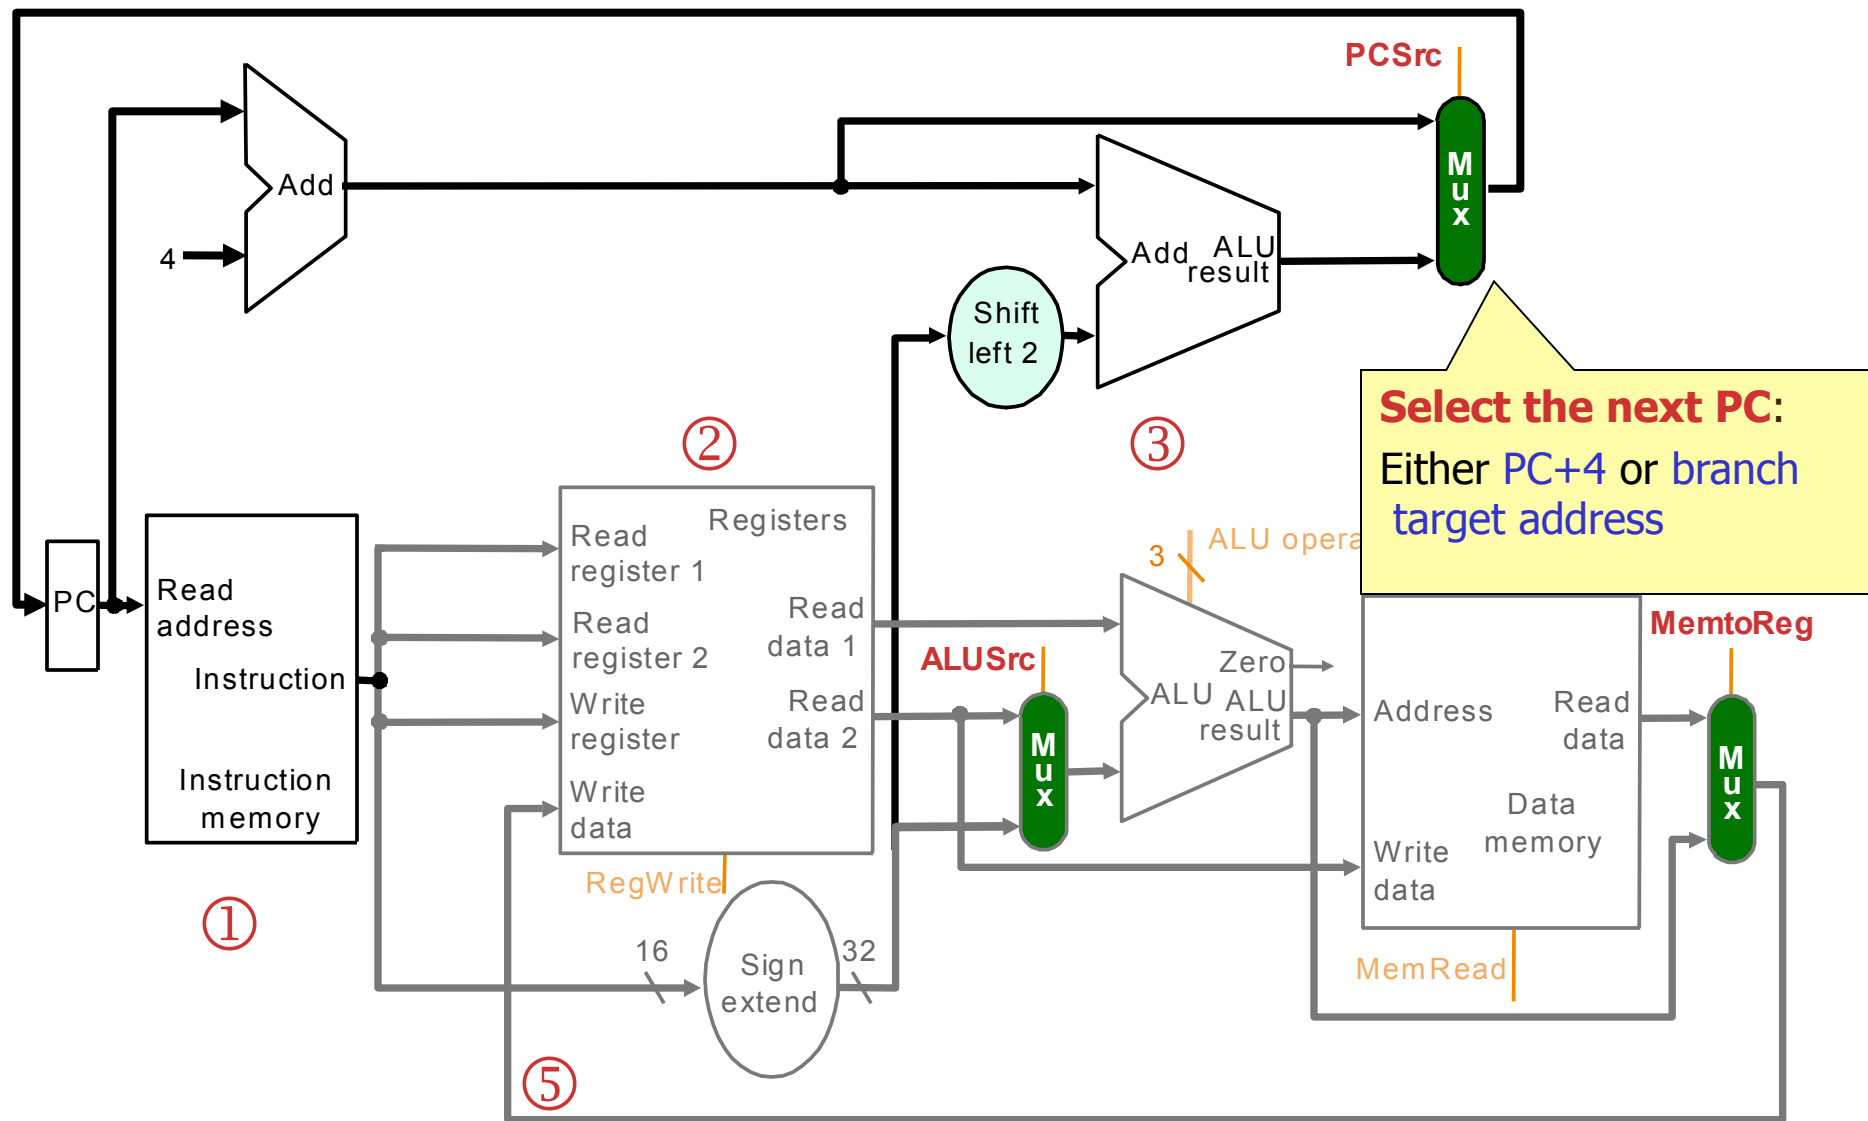 PCSrc
Mux
Add
4
Add
ALU
result
Shift
left 2
Select the next PC:
Either PC+4 or branch
target address
②
③
Registers
Read
register 1
Read
register 2
Write
register
Write
data
Read
data 1
Read
data 2
PC
Read
address
Instruction
Instruction
memory
①
RegWrite
16
Sign
extend
32
⑤
ALUSrc
Mux
3
ALU opera
Zero
ALU
ALU
result
Address
Read
data
Data
memory
Write
data
MemRead
MemtoReg
Mux